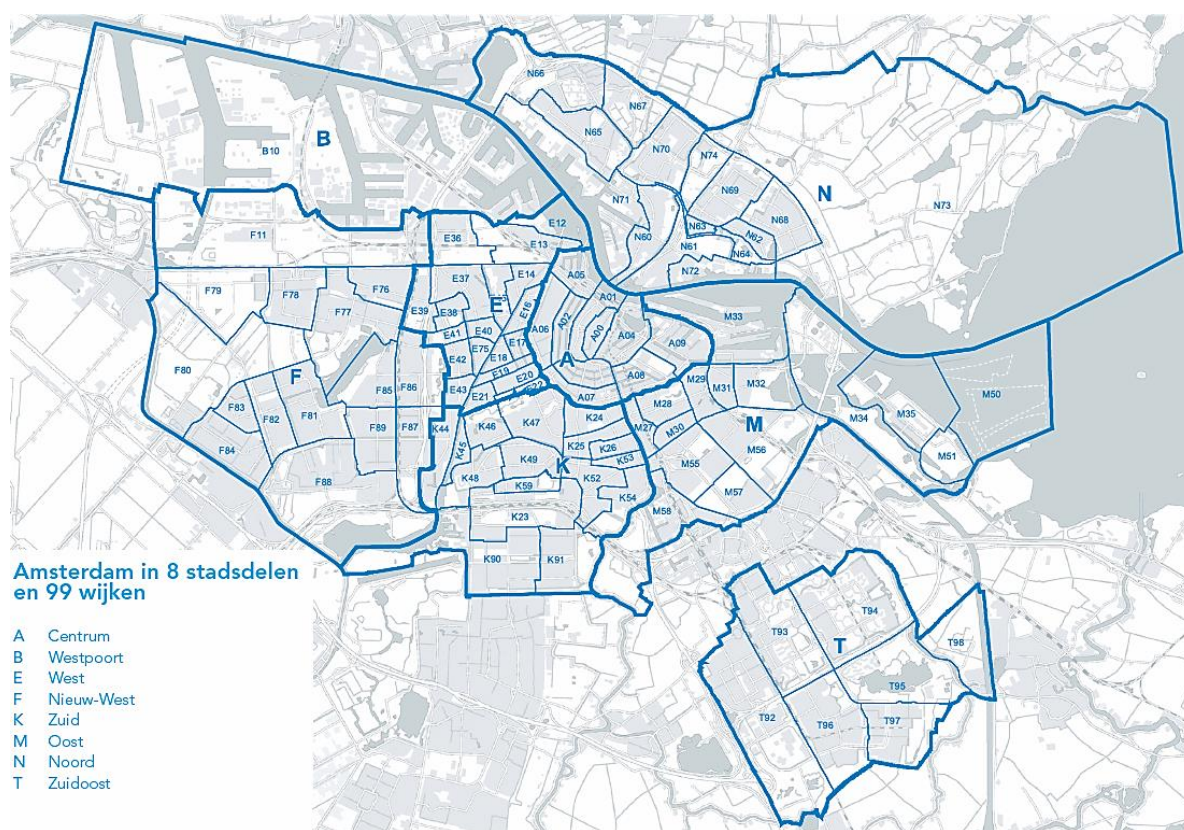 N66
N67
N65
N70
N74
B
B10
N69
N
N71
N68
N73
E12
N63
N62
F11
E36
E13
N60
N61
N64
A05
N72
F79
F78
F76
E37
E14
A01
F77
E39
E38
E
E16
A06
A02
A00
A04
M33
E41
E40
E17
A09
E42
E75
E18
A
F80
F
E19
E20
A08
M29
M31
M32
M50
F85
F86
E43
E21
E22
A07
M28
F83
F82
F81
K24
M35
M34
F84
F89
F87
K44
K46
K47
M27
M30
M
K45
K25
K26
M56
M51
K49
K
K53
M55
F88
K48
K59
K52
K54
M57
K23
M58
K90
K91
Amsterdam in 8 stadsdelen
en 99 wijken
T93
T94
T98
T
T95
T92
T96
T97
A Centrum
B Westpoort
E West
F Nieuw-West
K Zuid
M Oost
N Noord
T Zuidoost